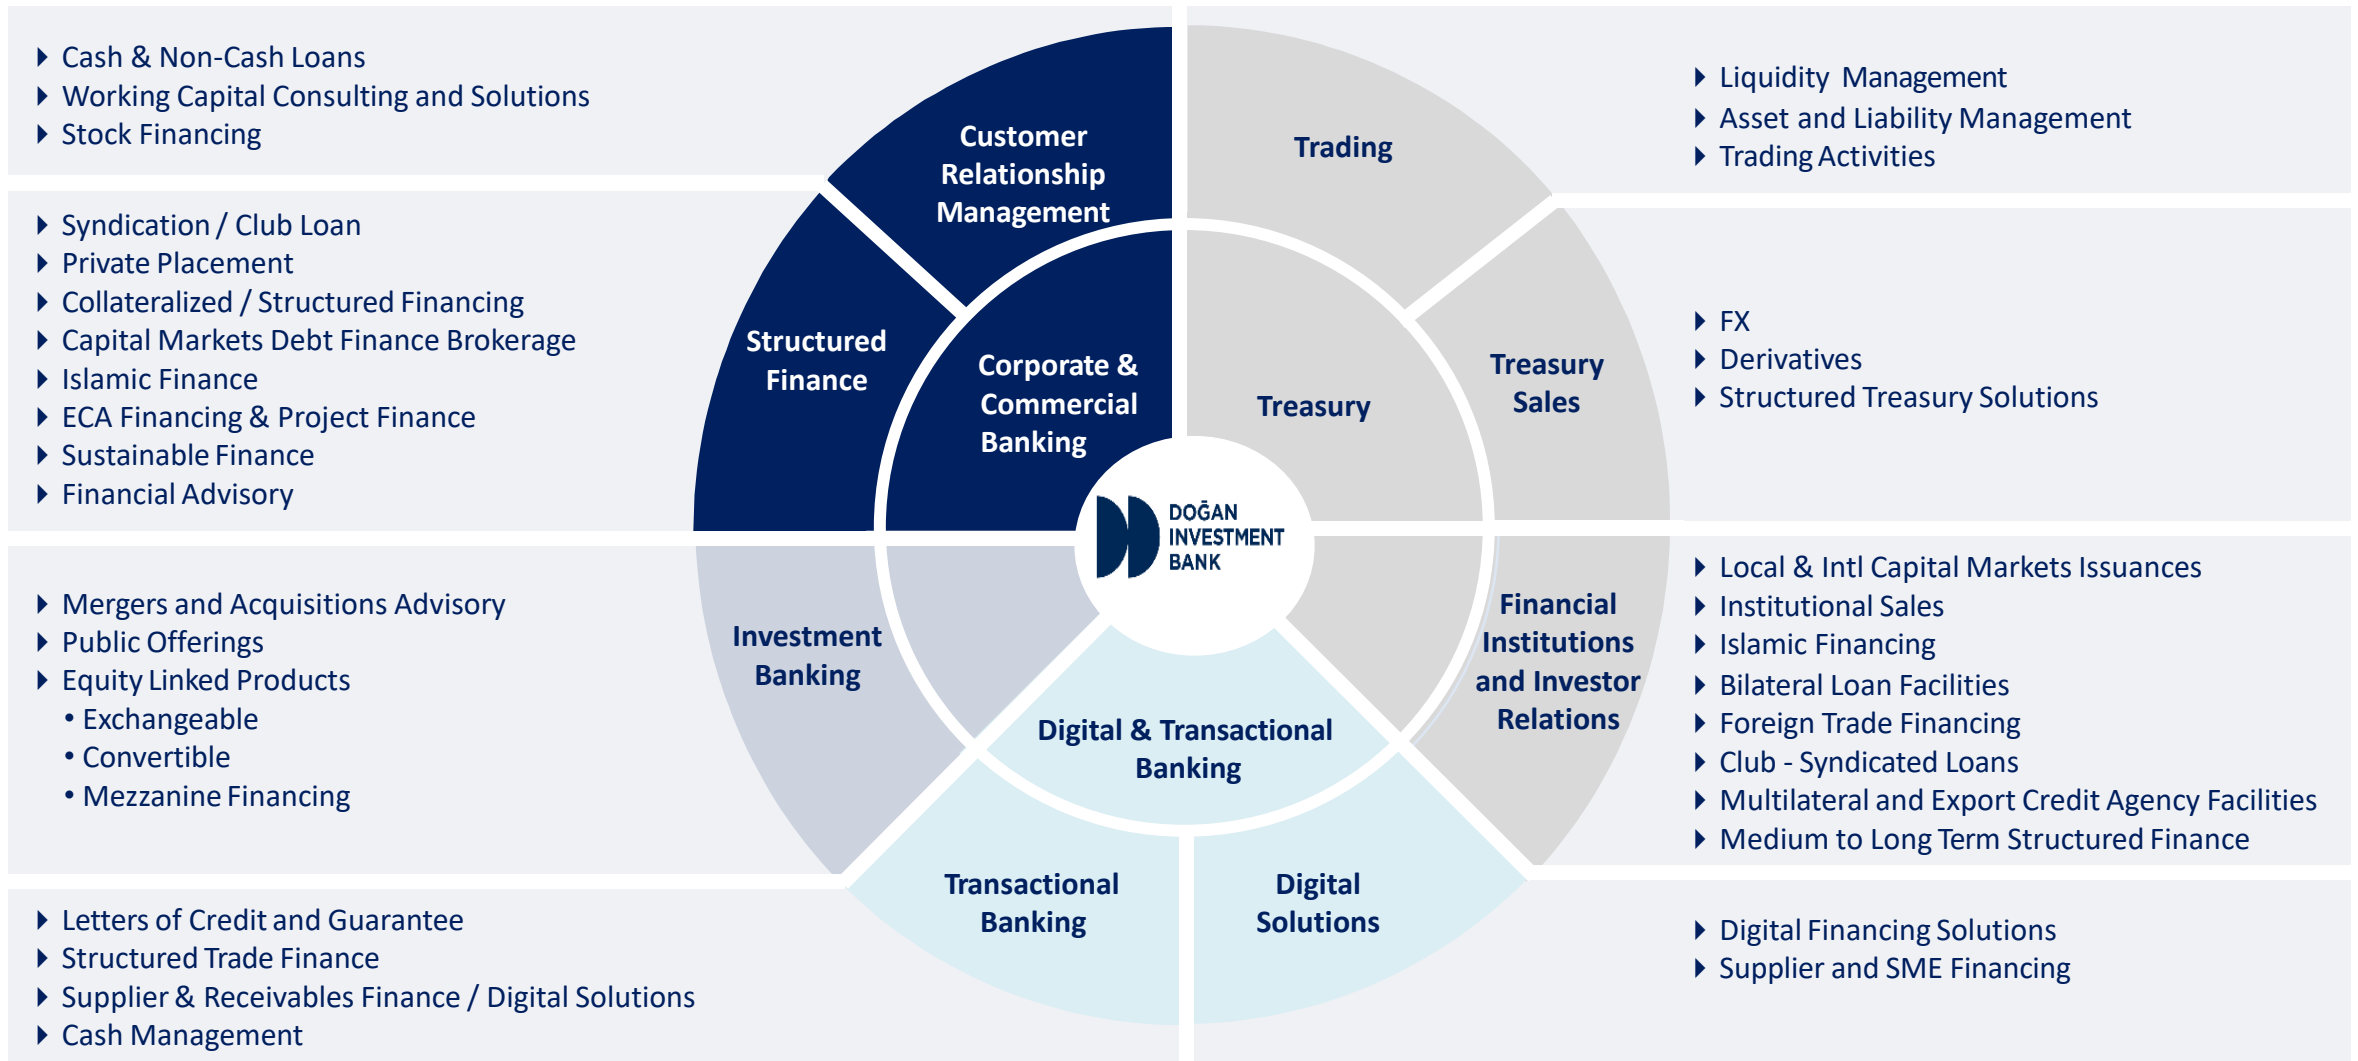 Cash & Non-Cash Loans
Working Capital Consulting and Solutions
Stock Financing
Syndication / Club Loan
Private Placement
Collateralized / Structured Financing
Capital Markets Debt Finance Brokerage
Islamic Finance
ECA Financing & Project Finance
Sustainable Finance
Financial Advisory
Mergers and Acquisitions Advisory
Public Offerings
Equity Linked Products
• Exchangeable
• Convertible
• Mezzanine Financing
Letters of Credit and Guarantee
Structured Trade Finance
Supplier & Receivables Finance / Digital Solutions
Cash Management
Customer
Relationship
Management
Structured
Finance
Corporate &
Commercial
Banking
Investment
Banking
Trading
Treasury
Treasury
Sales
DOĞAN
INVESTMENT
BANK
Financial
Institutions
and Investor
Relations
Digital & Transactional
Banking
Transactional
Banking
Digital
Solutions
Liquidity Management
Asset and Liability Management
Trading Activities
FX
Derivatives
Structured Treasury Solutions
Local & Intl Capital Markets Issuances
Institutional Sales
Islamic Financing
Bilateral Loan Facilities
Foreign Trade Financing
Club - Syndicated Loans
Multilateral and Export Credit Agency Facilities
Medium to Long Term Structured Finance
Digital Financing Solutions
Supplier and SME Financing